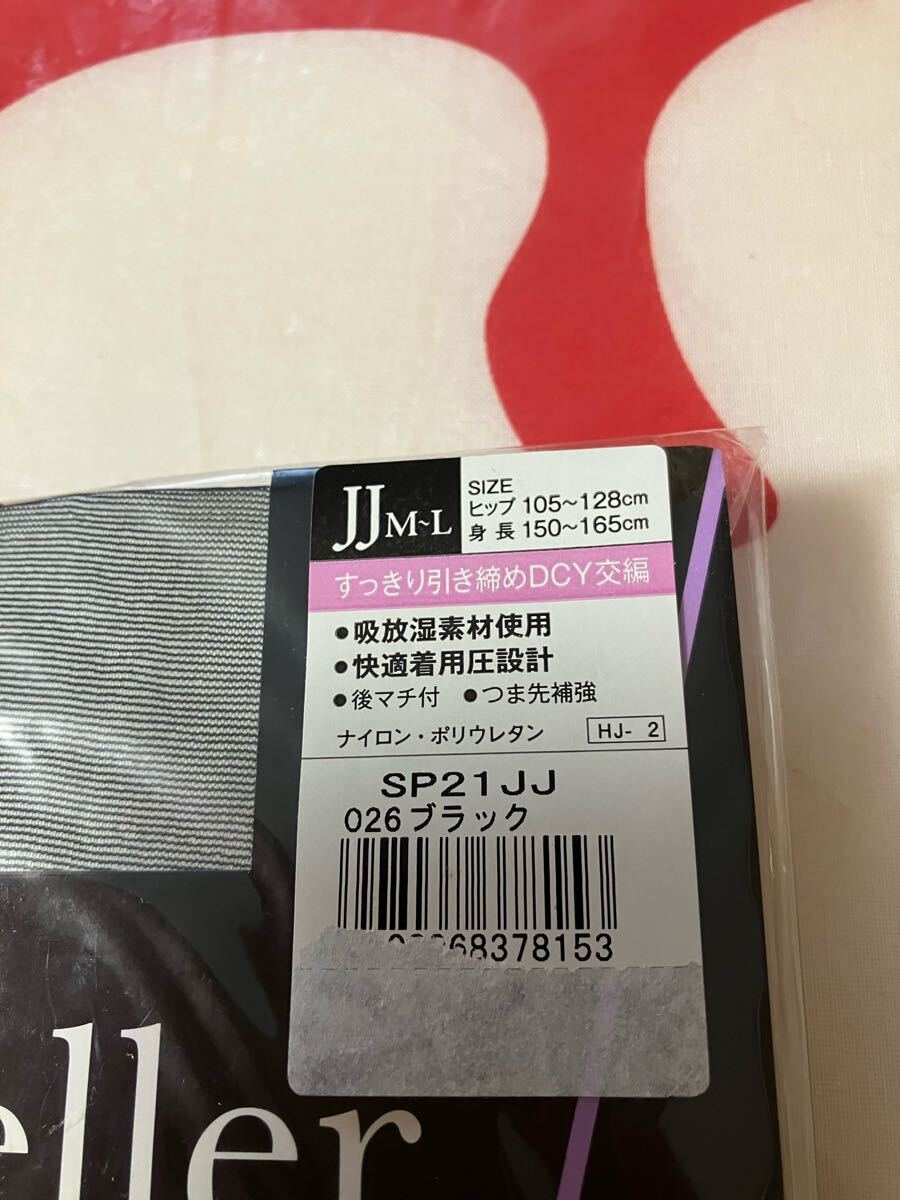 JJ M~L
SIZE
ヒップ 105~128cm
身長 150~165cm
すっきり引き締めDCY交編
●吸放湿素材使用
●快適着用圧設計
●後マチ付 ●つま先補強
ナイロン・ポリウレタン HJ- 2
SP21JJ
026ブラック
68378153
eller